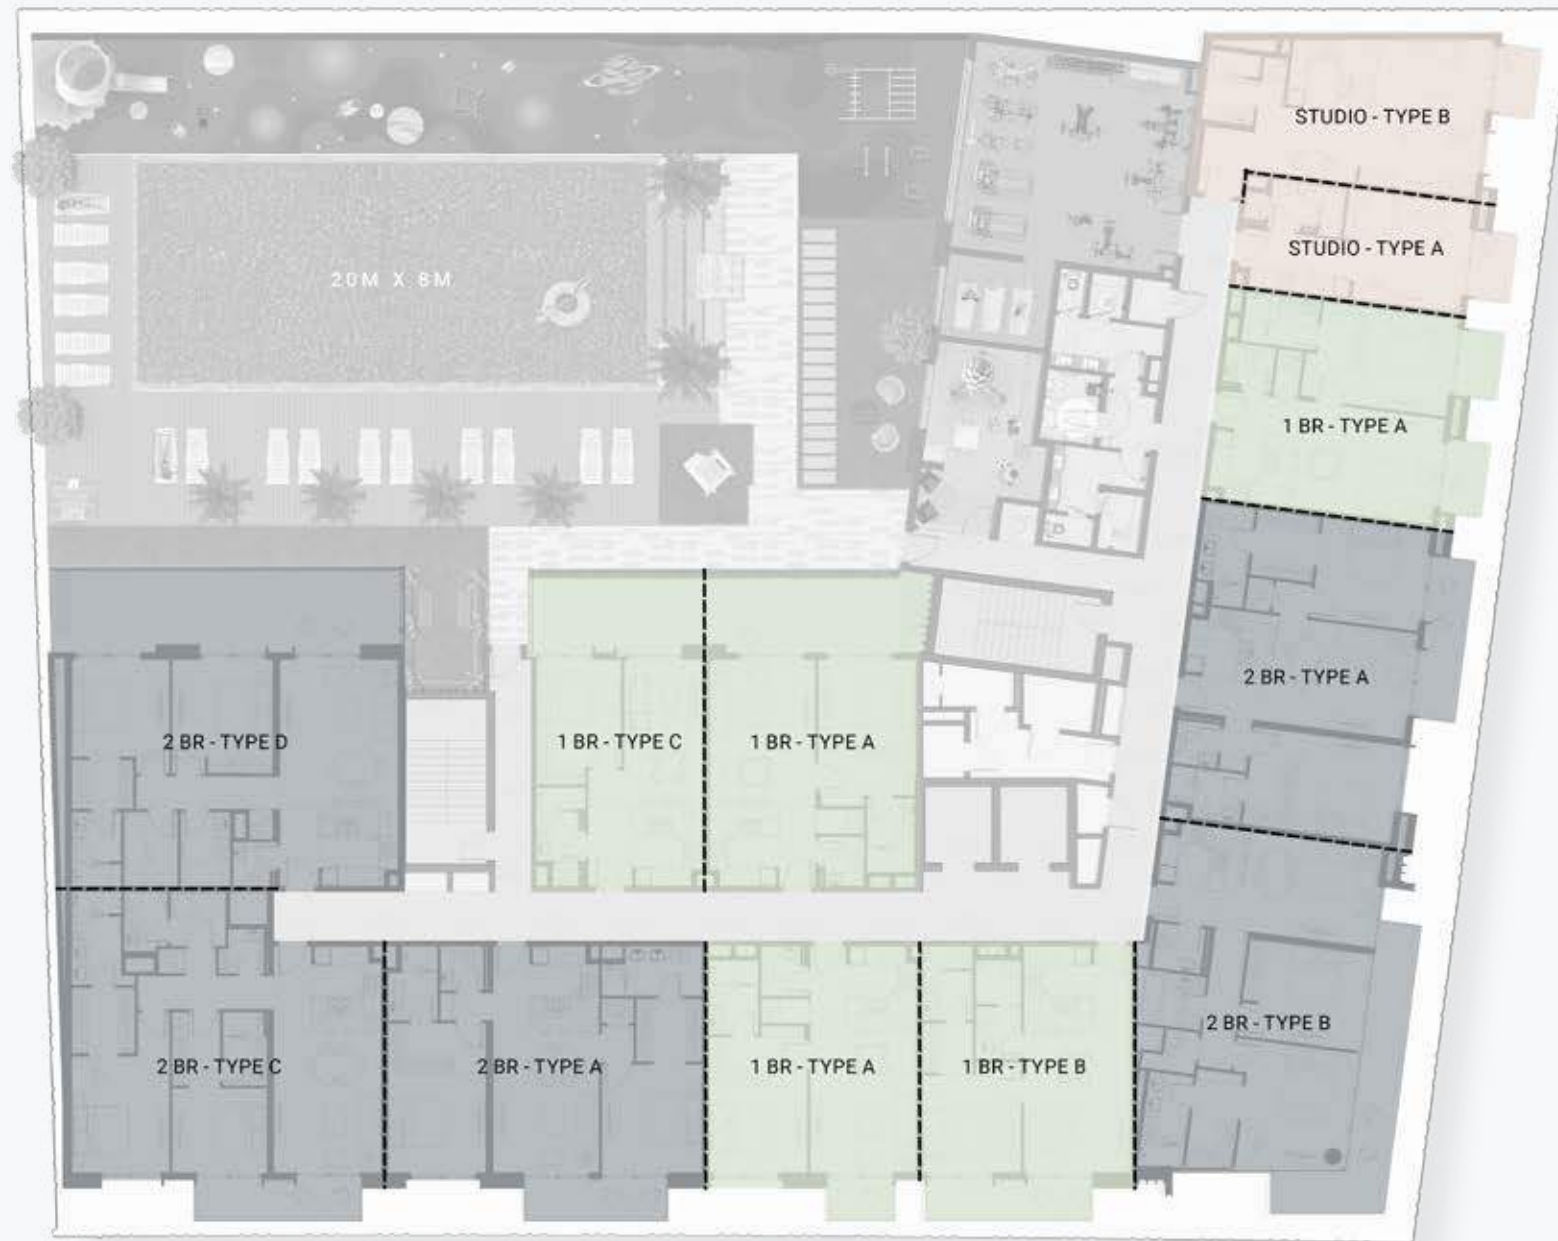 STUDIO - TYPE B
STUDIO - TYPE A
20M X 8M
1 BR - TYPE A
2 BR - TYPE A
2 BR - TYPE D
1 BR - TYPE C
1 BR - TYPE A
2 BR - TYPE B
2 BR - TYPE C
2 BR - TYPE A
1 BR - TYPE A
1 BR - TYPE B